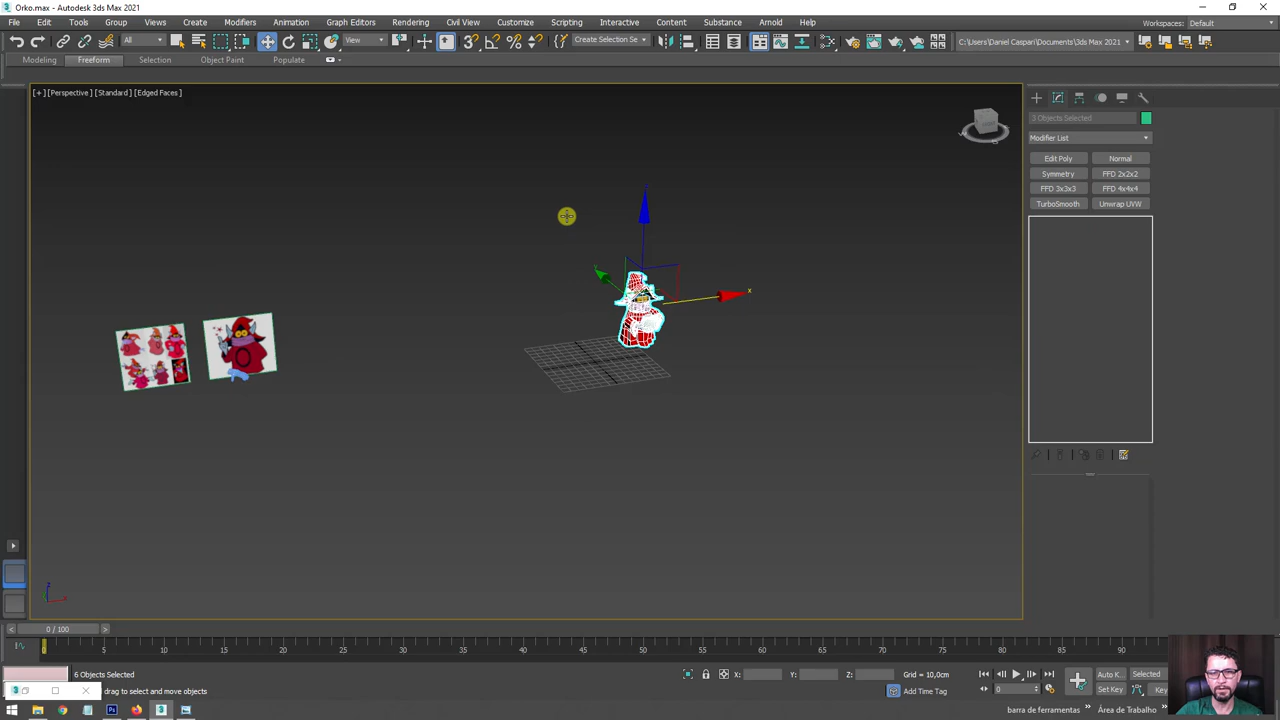 Orko.max - Autodesk 3ds Max 2021
File Edit Tools Group Views Create Modifiers Animation Graph Editors Rendering Civil View Customize Scripting Interactive Content Substance Arnold Help
Workspaces: Default
All View Create Selection Se C:\Users\Daniel Caspari\Documents\3ds Max 2021
Modeling Freeform Selection Object Paint Populate
[+] [Perspective] [Standard] [Edged Faces]
3 Objects Selected
Modifier List
Edit Poly Normal
Symmetry FFD 2x2x2
FFD 3x3x3 FFD 4x4x4
TurboSmooth Unwrap UVW
x
z
x
0 / 100
0 5 10 15 20 25 30 35 40 45 50 55 60 65 70 75 80 85 90
6 Objects Selected X: Y: Z: Grid = 10,0cm Auto K Selected
drag to select and move objects Add Time Tag 0 Set Key Key
barra de ferramentas Área de Trabalho